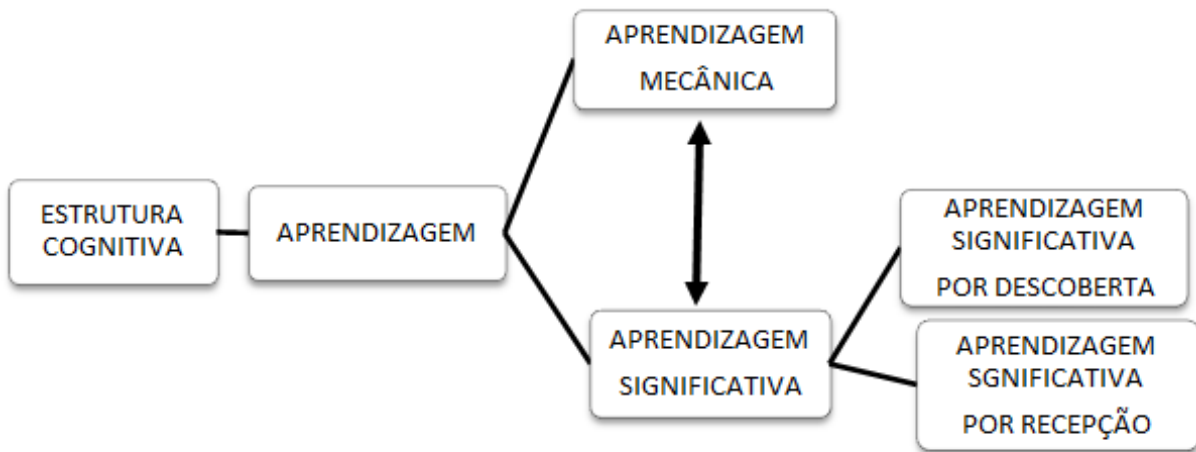 ESTRUTURA
COGNITIVA
APRENDIZAGEM
APRENDIZAGEM
MECÂNICA
APRENDIZAGEM
SIGNIFICATIVA
APRENDIZAGEM
SIGNIFICATIVA
POR DESCOBERTA
APRENDIZAGEM
SGNIFICATIVA
POR RECEPÇÃO